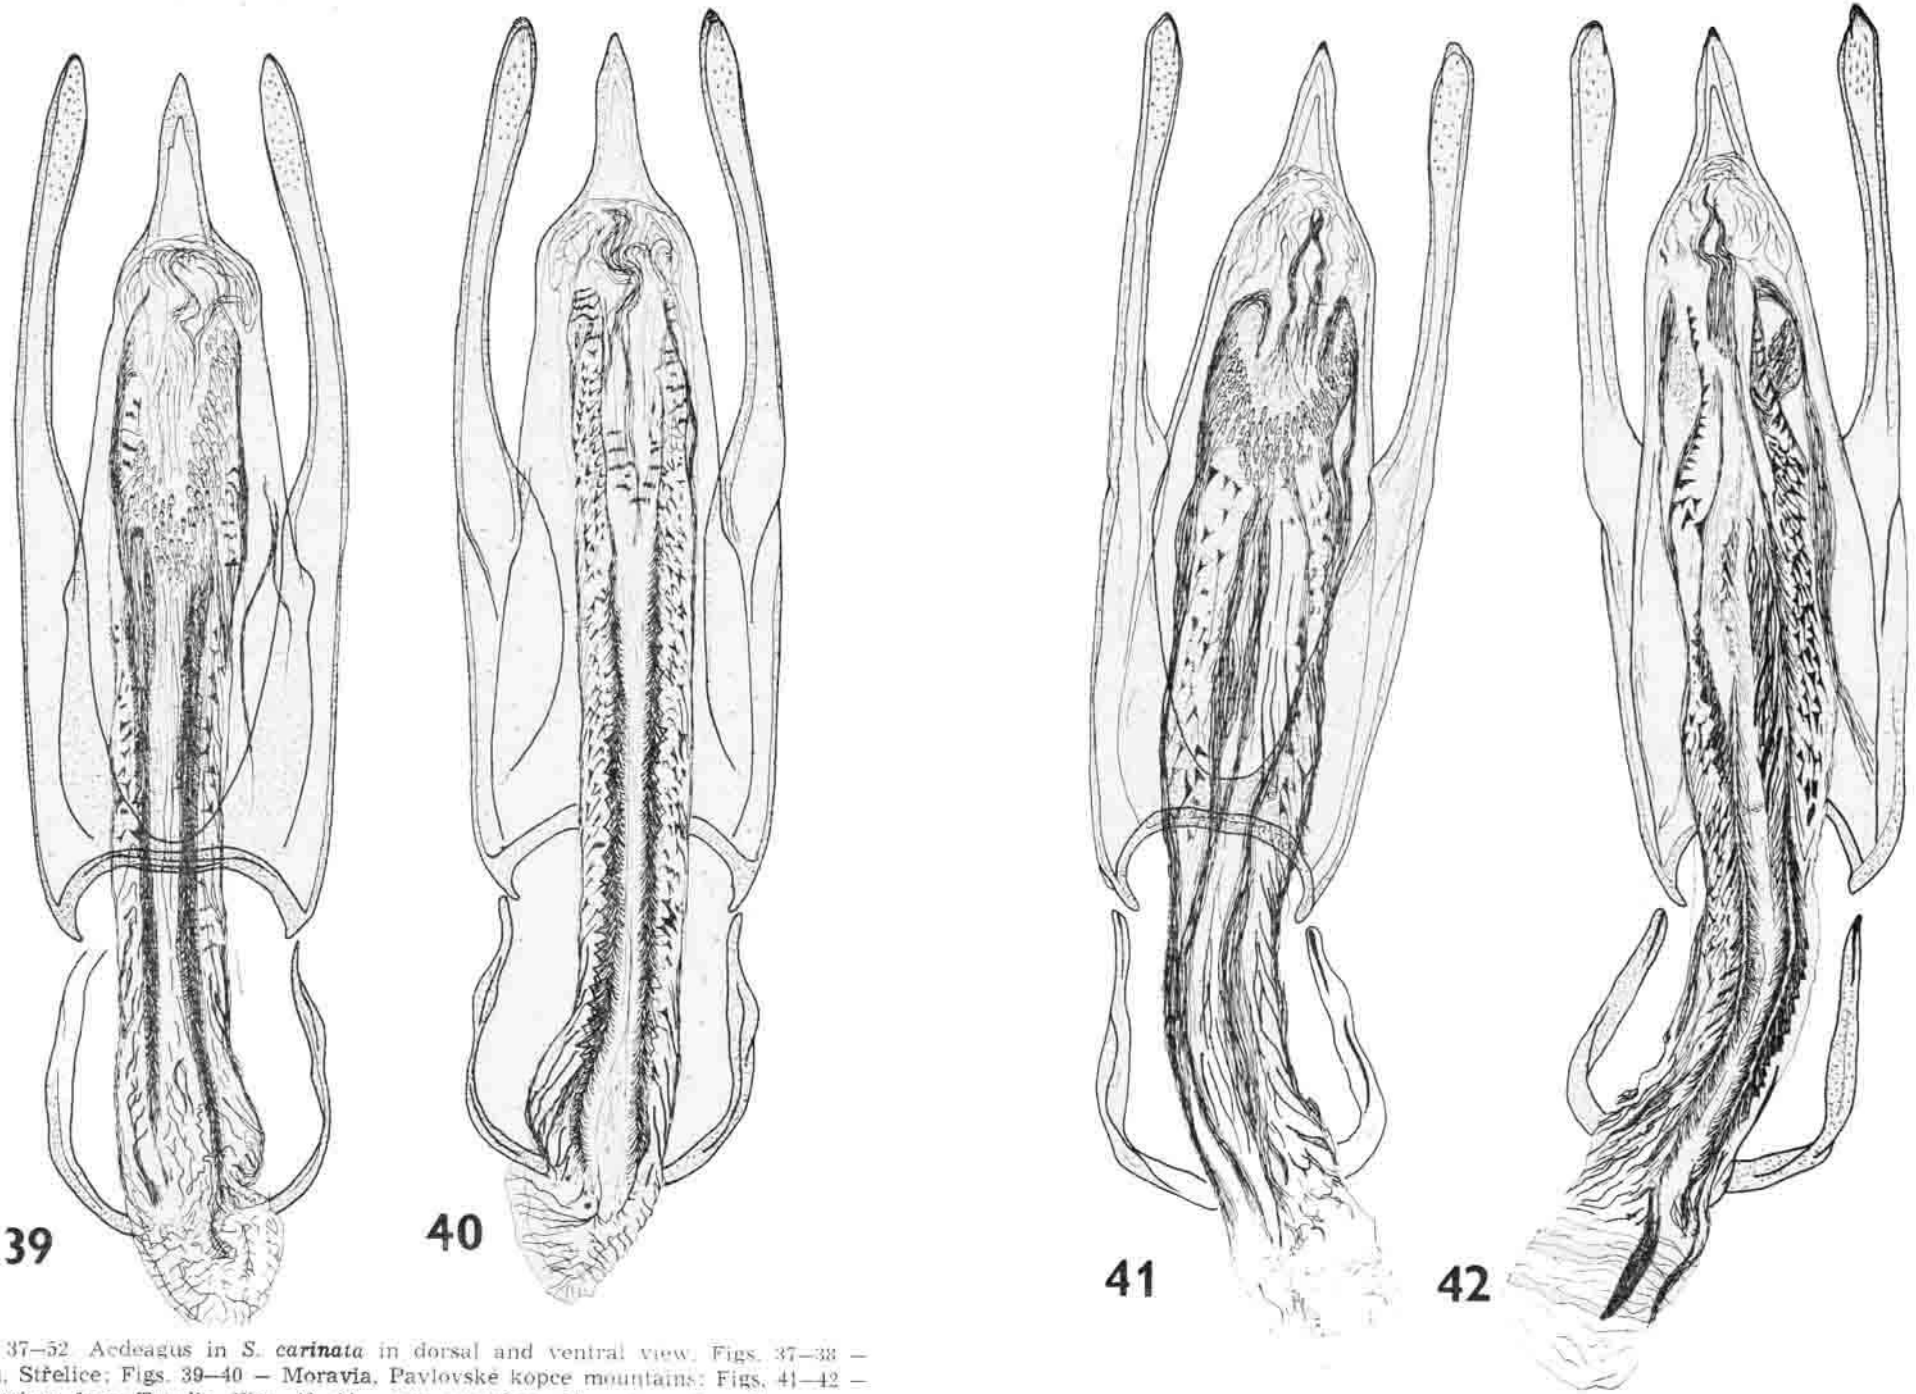 39
40
41
42
37—52. Aedeagus in S. carinata in dorsal and ventral view. Figs. 37—38 —
Střelice; Figs. 39—40 — Moravia, Pavlovské kopce mountains; Figs. 41—42 —